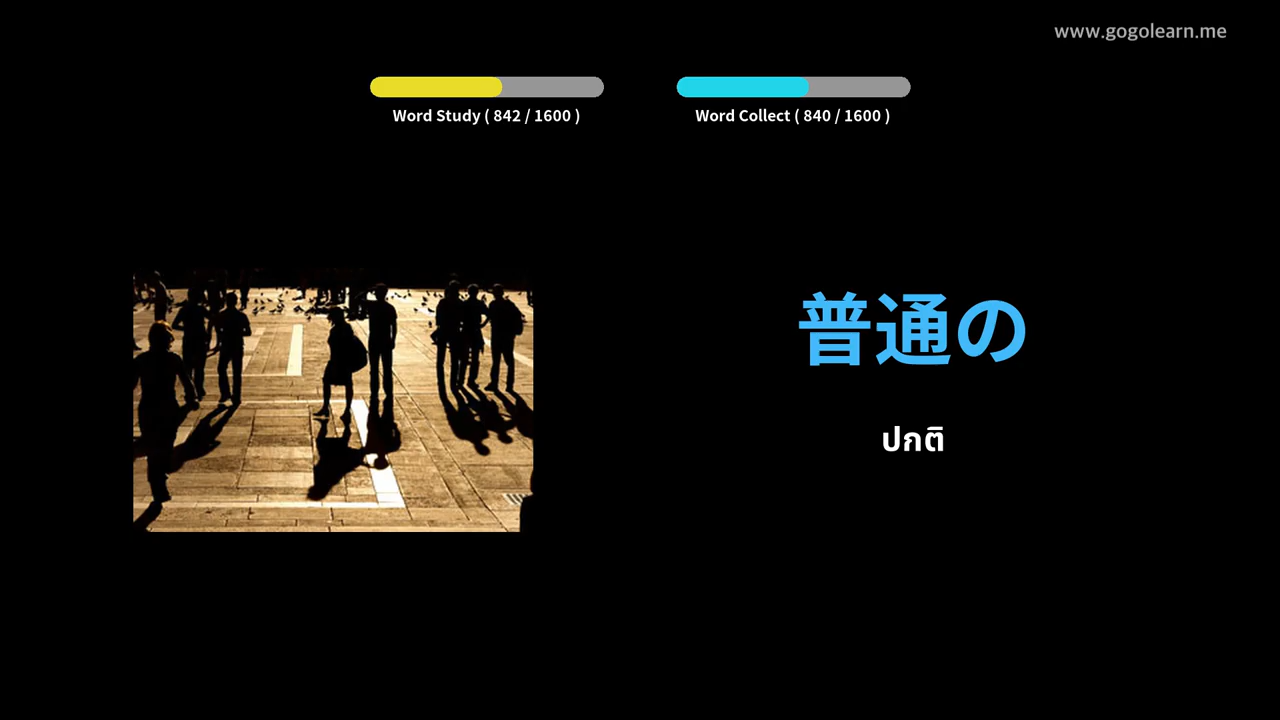 www.gogolearn.me
Word Study ( 842 / 1600 )
Word Collect ( 840 / 1600 )
普通の
ปกติ